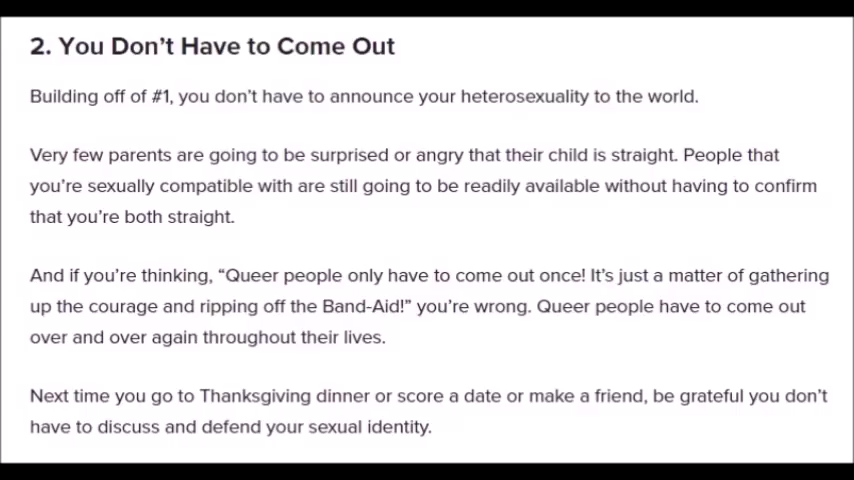 2. You Don’t Have to Come Out
Building off of #1, you don’t have to announce your heterosexuality to the world.
Very few parents are going to be surprised or angry that their child is straight. People that
you’re sexually compatible with are still going to be readily available without having to confirm
that you’re both straight.
And if you’re thinking, “Queer people only have to come out once! It’s just a matter of gathering
up the courage and ripping off the Band-Aid!” you’re wrong. Queer people have to come out
over and over again throughout their lives.
Next time you go to Thanksgiving dinner or score a date or make a friend, be grateful you don’t
have to discuss and defend your sexual identity.